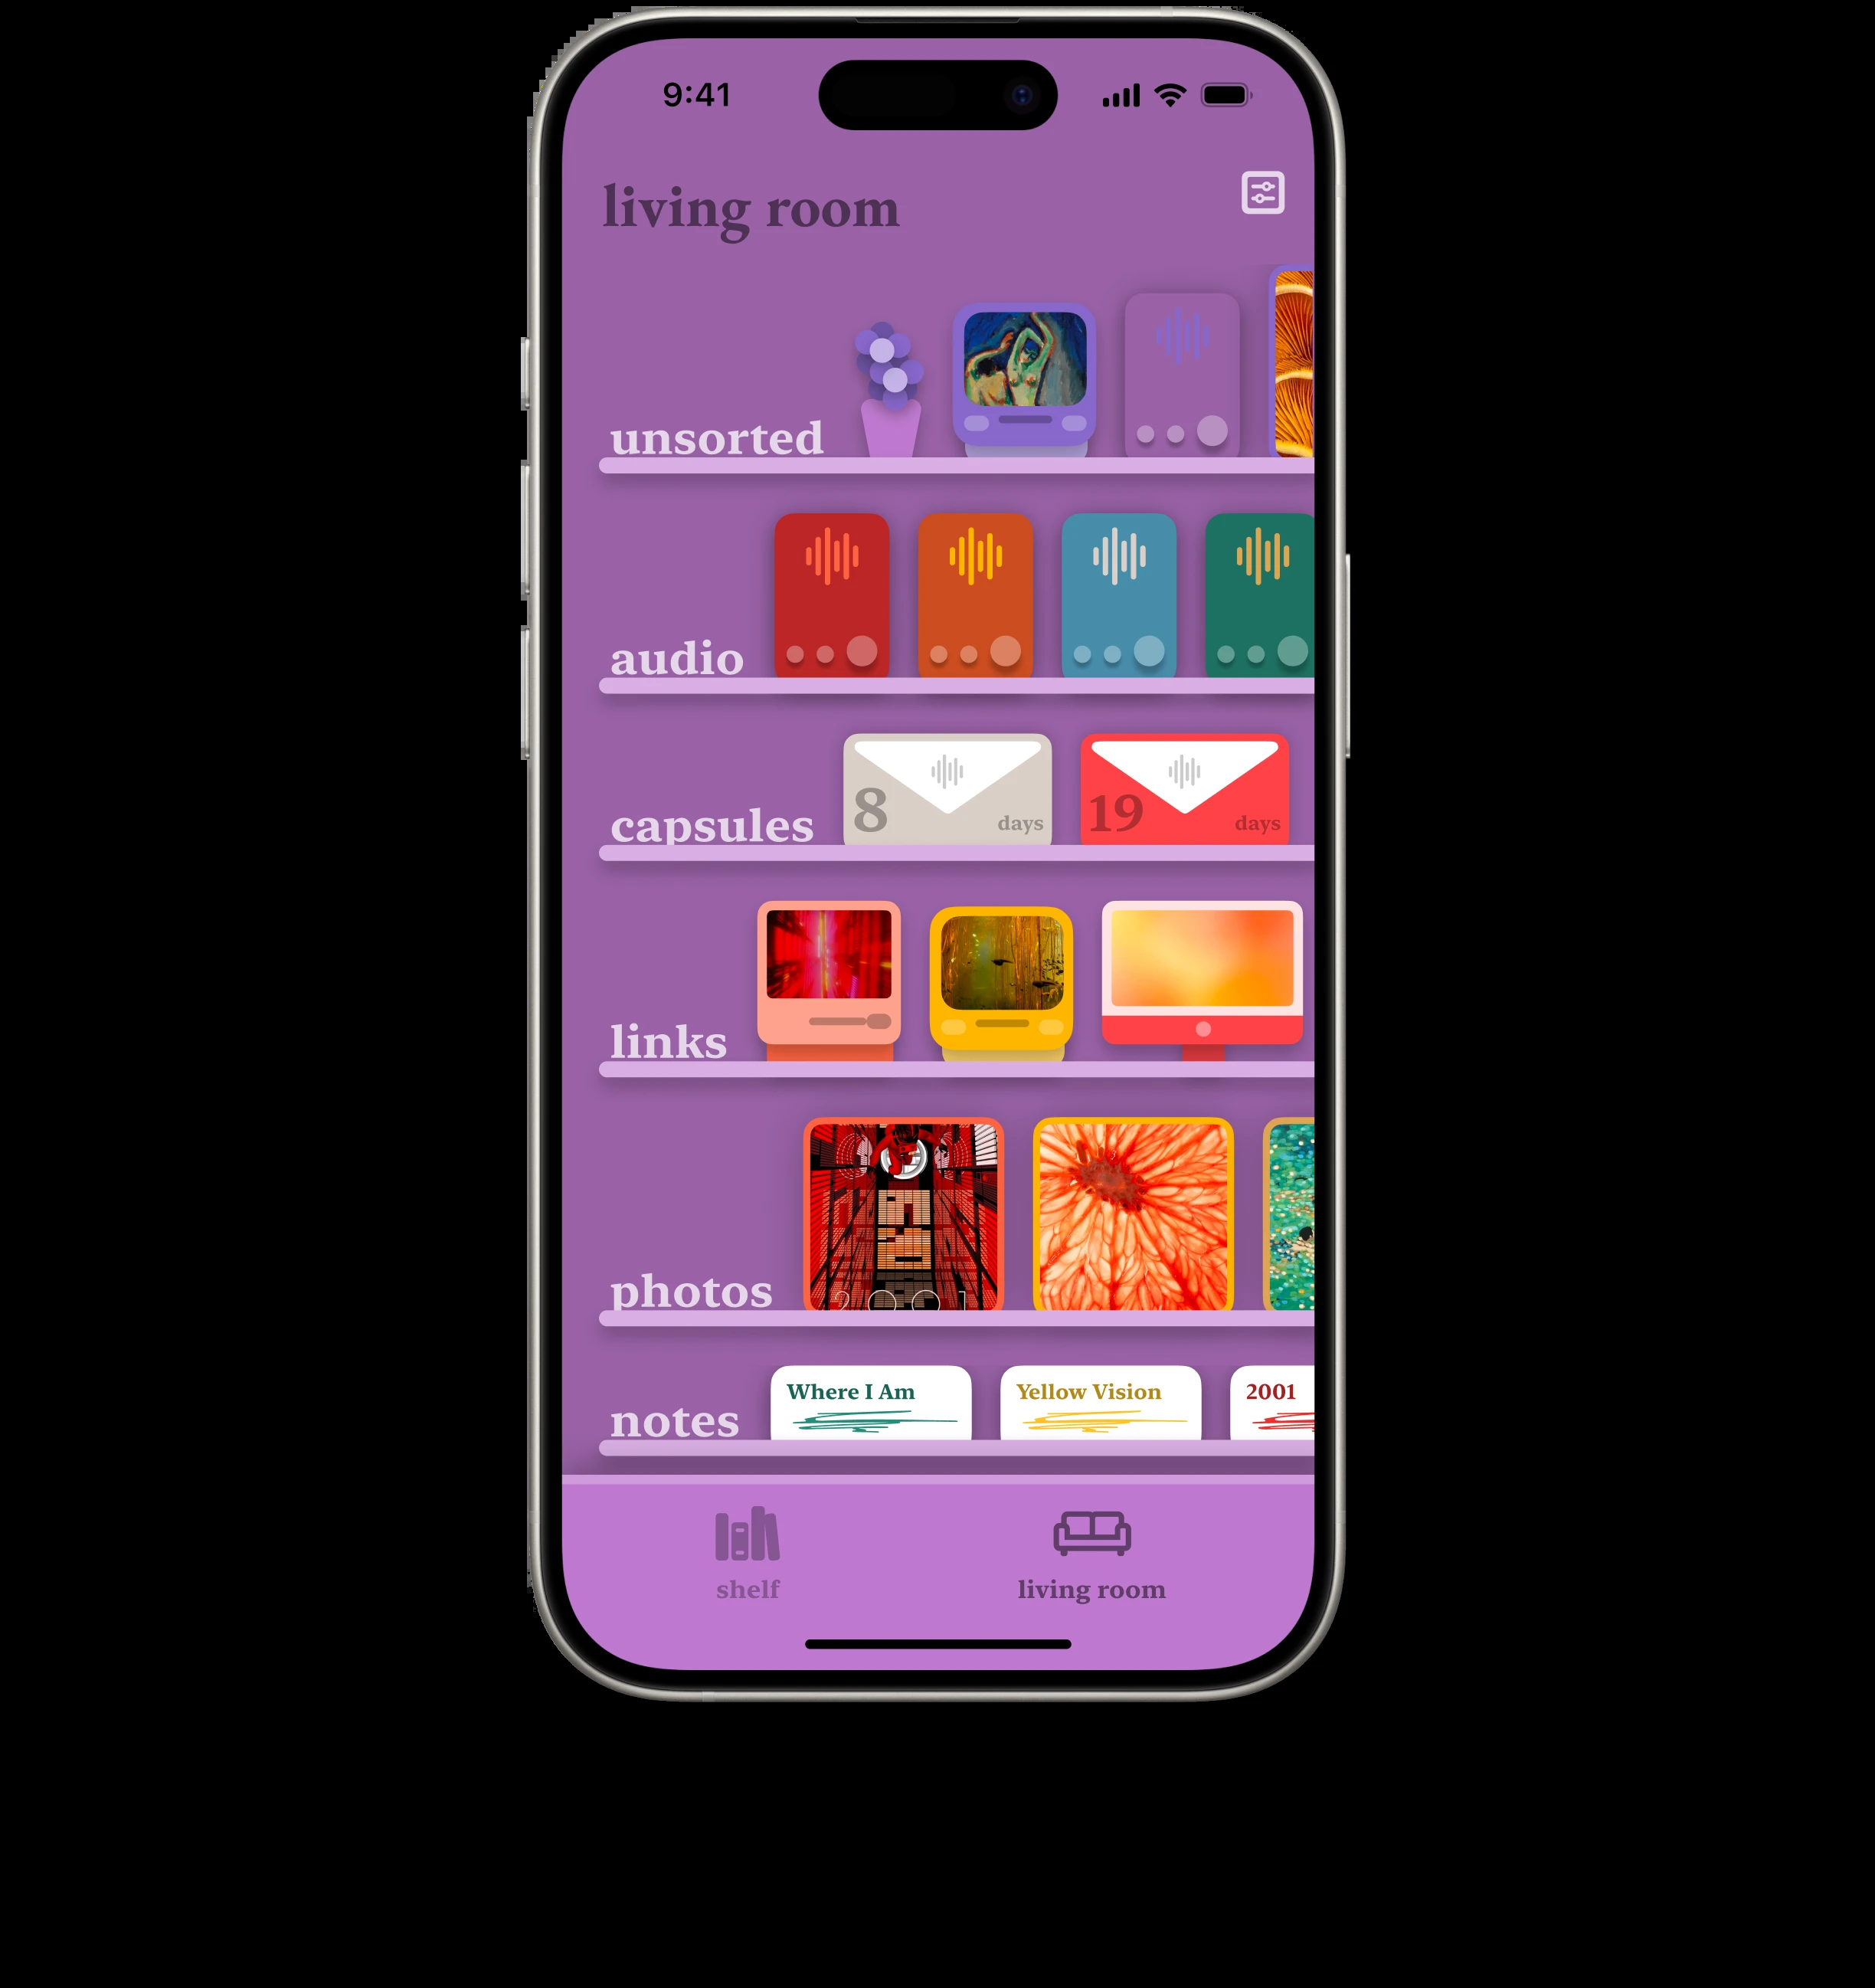 9:41
living room
unsorted
audio
capsules
8 days
19 days
links
photos
2001
notes
Where I Am
Yellow Vision
2001
shelf
living room